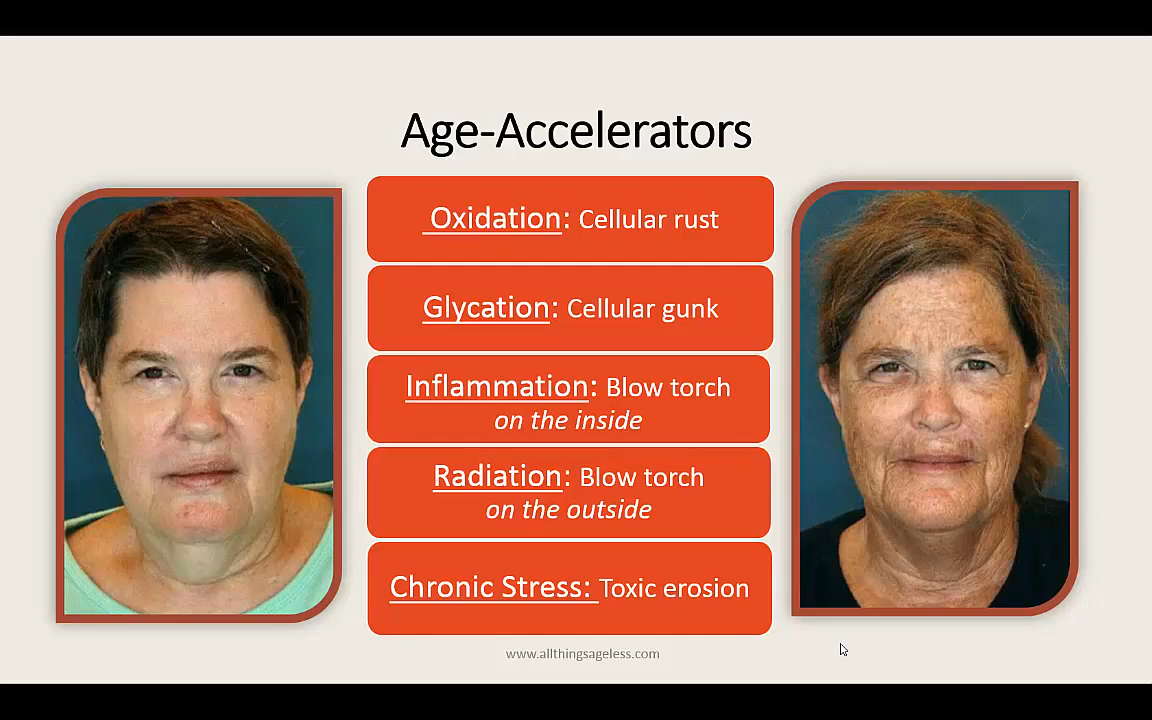 Age-Accelerators
Oxidation: Cellular rust
Glycation: Cellular gunk
Inflammation: Blow torch
on the inside
Radiation: Blow torch
on the outside
Chronic Stress: Toxic erosion
www.allthingsageless.com